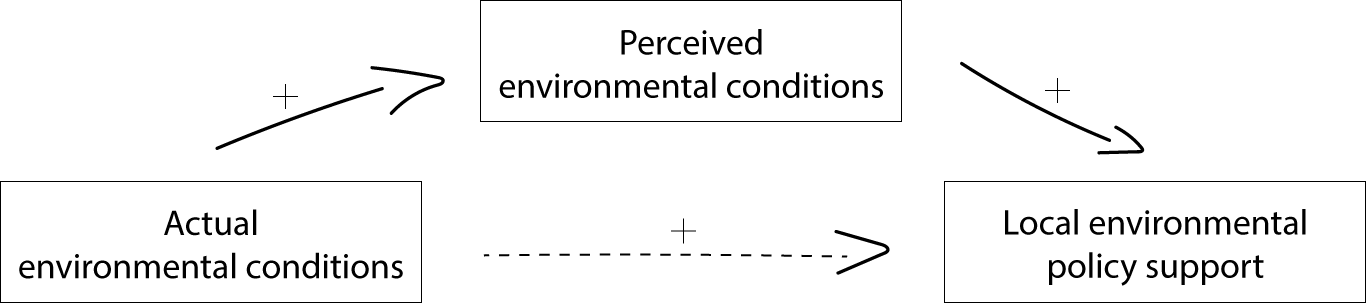 Perceived
environmental conditions
+
+
Actual
environmental conditions
+
Local environmental
policy support